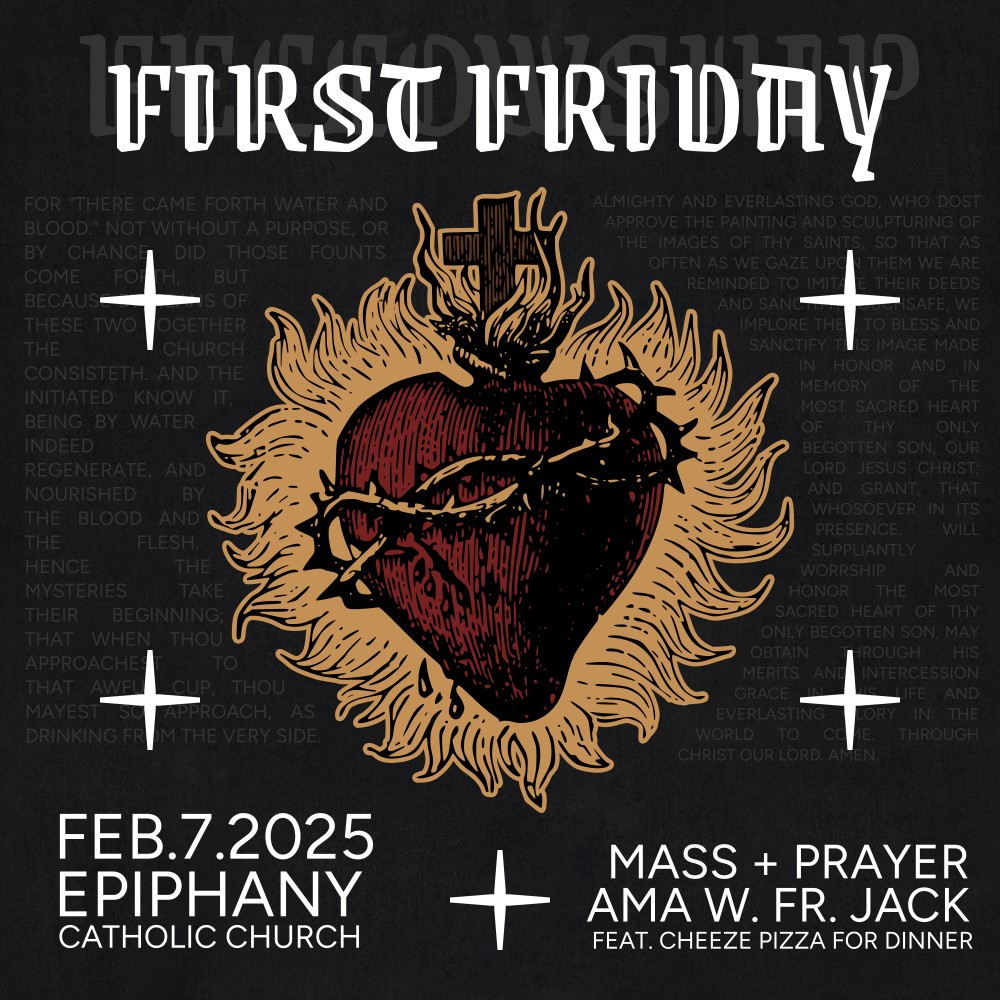 FELLOWSHIP
FIRST FRIDAY
FOR "THERE CAME FORTH WATER AND
BLOOD." NOT WITHOUT A PURPOSE, OR
BY CHANCE, DID THOSE FOUNTS
COME FORTH, BUT
BECAUSE S OF
THESE TWO TOGETHER
THE CHURCH
CONSISTETH. AND THE
INITIATED KNOW IT,
BEING BY WATER
INDEED
REGENERATE, AND
NOURISHED BY
THE BLOOD AND
THE FLESH.
HENCE THE
MYSTERIES TAKE
THEIR BEGINNING;
THAT WHEN THOU
APPROACHEST TO
THAT AWFUL CUP, THOU
MAYEST SO APPROACH, AS
DRINKING FROM THE VERY SIDE.
ALMIGHTY AND EVERLASTING GOD, WHO DOST
APPROVE THE PAINTING AND SCULPTURING OF
THE IMAGES OF THY SAINTS, SO THAT AS
OFTEN AS WE GAZE UPON THEM WE ARE
REMINDED TO IMITATE THEIR DEEDS
AND SANCTITY VOUCHSAFE, WE
IMPLORE THEE, TO BLESS AND
SANCTIFY THIS IMAGE MADE
IN HONOR AND IN
MEMORY OF THE
MOST SACRED HEART
OF THY ONLY
BEGOTTEN SON, OUR
LORD JESUS CHRIST;
AND GRANT, THAT
WHOSOEVER IN ITS
PRESENCE, WILL
SUPPLIANTLY
WORRSHIP AND
HONOR THE MOST
SACRED HEART OF THY
ONLY BEGOTTEN SON, MAY
OBTAIN THROUGH HIS
MERITS AND INTERCESSION
GRACE IN THIS LIFE AND
EVERLASTING GLORY IN THE
WORLD TO COME, THROUGH
CHRIST OUR LORD. AMEN.
FEB.7.2025
EPIPHANY
CATHOLIC CHURCH
MASS + PRAYER
AMA W. FR. JACK
FEAT. CHEEZE PIZZA FOR DINNER